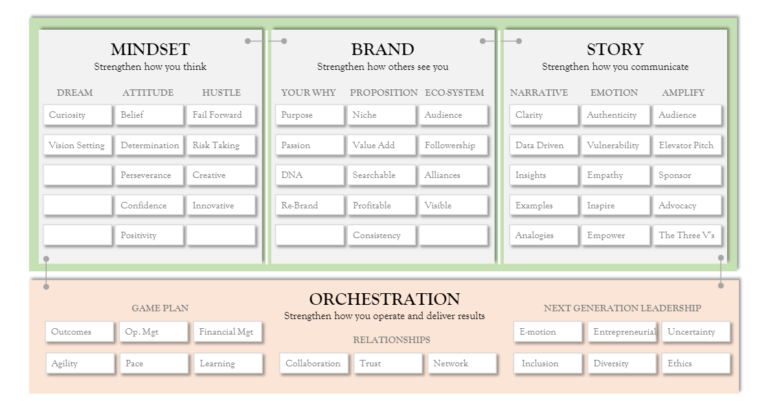 MINDSET
Strengthen how you think
DREAM ATTITUDE HUSTLE
Curiosity Belief Fail Forward
Vision Setting Determination Risk Taking
Perseverance Creative
Confidence Innovative
Positivity
BRAND
Strengthen how others see you
YOUR WHY PROPOSITION ECO-SYSTEM
Purpose Niche Audience
Passion Value Add Followership
DNA Searchable Alliances
Re-Brand Profitable Visible
Consistency
STORY
Strengthen how you communicate
NARRATIVE EMOTION AMPLIFY
Clarity Authenticity Audience
Data Driven Vulnerability Elevator Pitch
Insights Empathy Sponsor
Examples Inspire Advocacy
Analogies Empower The Three V's
ORCHESTRATION
Strengthen how you operate and deliver results
GAME PLAN
Outcomes Op. Mgt Financial Mgt
Agility Pace Learning
RELATIONSHIPS
Collaboration Trust Network
NEXT GENERATION LEADERSHIP
E-motion Entrepreneurial Uncertainty
Inclusion Diversity Ethics